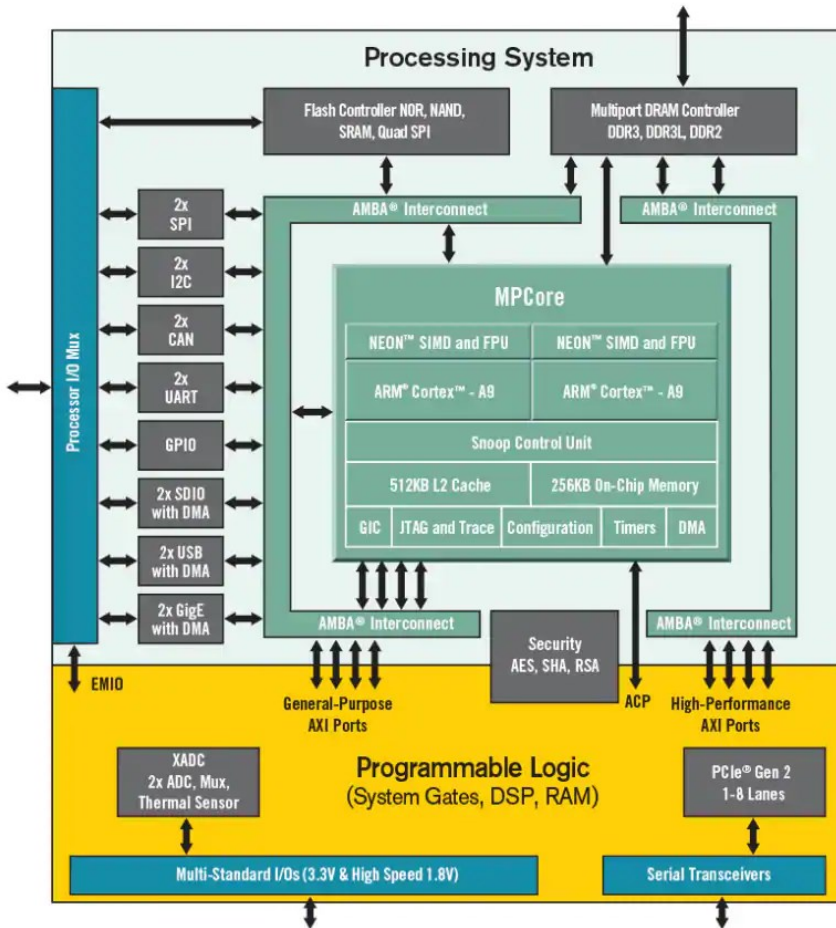 Processing System
Flash Controller NOR, NAND,
SRAM, Quad SPI
Multiport DRAM Controller
DDR3, DDR3L, DDR2
AMBA® Interconnect
AMBA® Interconnect
Processor I/O Mux
2x
SPI
2x
I2C
2x
CAN
2x
UART
GPIO
2x SDIO
with DMA
2x USB
with DMA
2x GigE
with DMA
MPCore
NEON™ SIMD and FPU
NEON™ SIMD and FPU
ARM® Cortex™ - A9
ARM® Cortex™ - A9
Snoop Control Unit
512KB L2 Cache
256KB On-Chip Memory
GIC
JTAG and Trace
Configuration
Timers
DMA
AMBA® Interconnect
AMBA® Interconnect
Security
AES, SHA, RSA
EMIO
General-Purpose
AXI Ports
ACP
High-Performance
AXI Ports
XADC
2x ADC, Mux,
Thermal Sensor
Programmable Logic
(System Gates, DSP, RAM)
PCIe® Gen 2
1-8 Lanes
Multi-Standard I/Os (3.3V & High Speed 1.8V)
Serial Transceivers